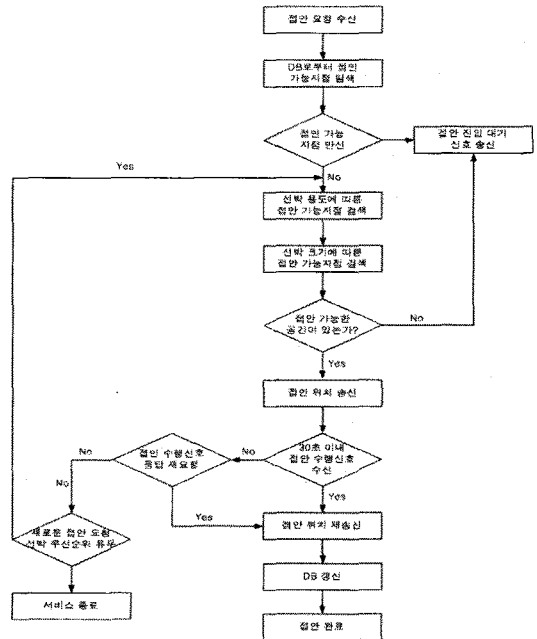 접안 요청 수신
DB로부터 접안
가능지점 탐색
접안 가능
지점 만선
접안 진입 대기
신호 송신
Yes
No
선박 용도에 따른
접안 가능지점 검색
선박 크기에 따른
접안 가능지점 검색
접안 가능한
공간이 있는가?
No
Yes
접안 위치 송신
30초 이내
접안 수행신호
수신
No
접안 수행신호
응답 재요청
No
No
Yes
Yes
새로운 접안 요청
선박 우선순위 유무
접안 위치 재송신
서비스 종료
DB 갱신
접안 완료